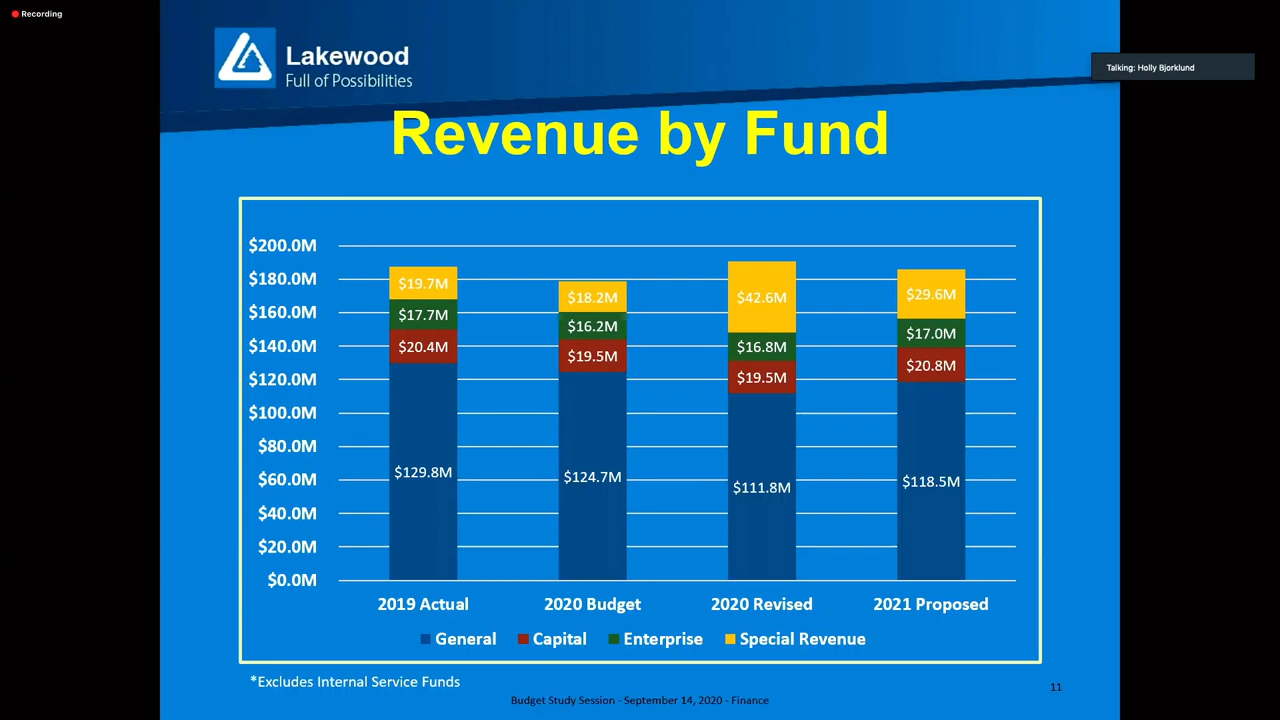 Recording
Lakewood
Full of Possibilities
Talking: Holly Bjorklund
Revenue by Fund
$200.0M
$180.0M
$160.0M
$140.0M
$120.0M
$100.0M
$80.0M
$60.0M
$40.0M
$20.0M
$0.0M
$19.7M
$17.7M
$20.4M
$129.8M
$18.2M
$16.2M
$19.5M
$124.7M
$42.6M
$16.8M
$19.5M
$111.8M
$29.6M
$17.0M
$20.8M
$118.5M
2019 Actual 2020 Budget 2020 Revised 2021 Proposed
General Capital Enterprise Special Revenue
*Excludes Internal Service Funds
11
Budget Study Session - September 14, 2020 - Finance